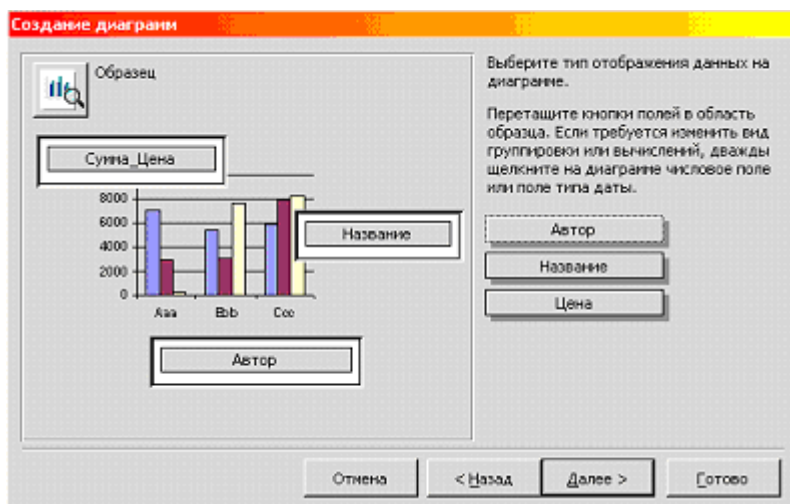 Создание диаграмм
Образец
Сумма_Цена
8000
6000
4000
2000
0
Ааа
Bbb
Ссс
Название
Автор
Выберите тип отображения данных на
диаграмме.
Перетащите кнопки полей в область
образца. Если требуется изменить вид
группировки или вычислений, дважды
щелкните на диаграмме числовое поле
или поле типа даты.
Автор
Название
Цена
Отмена
< Назад
Далее >
Готово